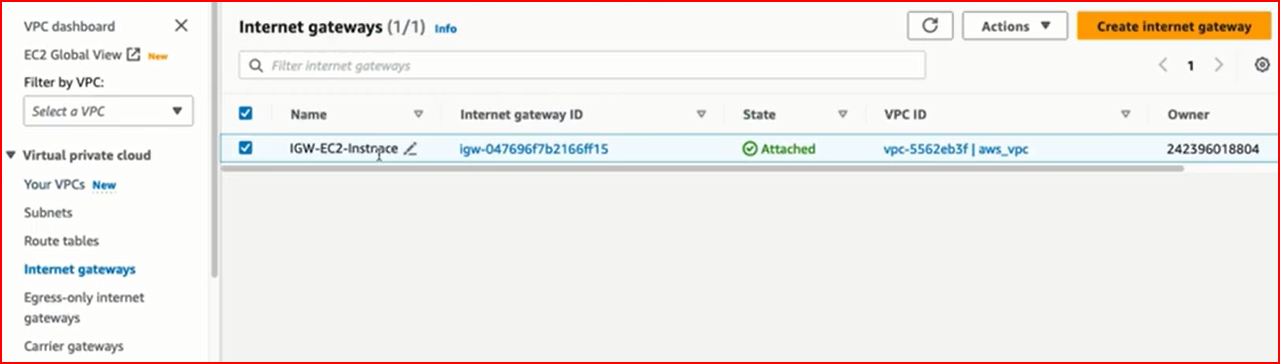 VPC dashboard
EC2 Global View New
Filter by VPC:
Select a VPC
Virtual private cloud
Your VPCs New
Subnets
Route tables
Internet gateways
Egress-only internet
gateways
Carrier gateways
Internet gateways (1/1) Info
Actions
Create internet gateway
Filter internet gateways
1
Name Internet gateway ID State VPC ID Owner
IGW-EC2-Instnace igw-047696f7b2166ff15 Attached vpc-5562eb3f | aws_vpc 242396018804